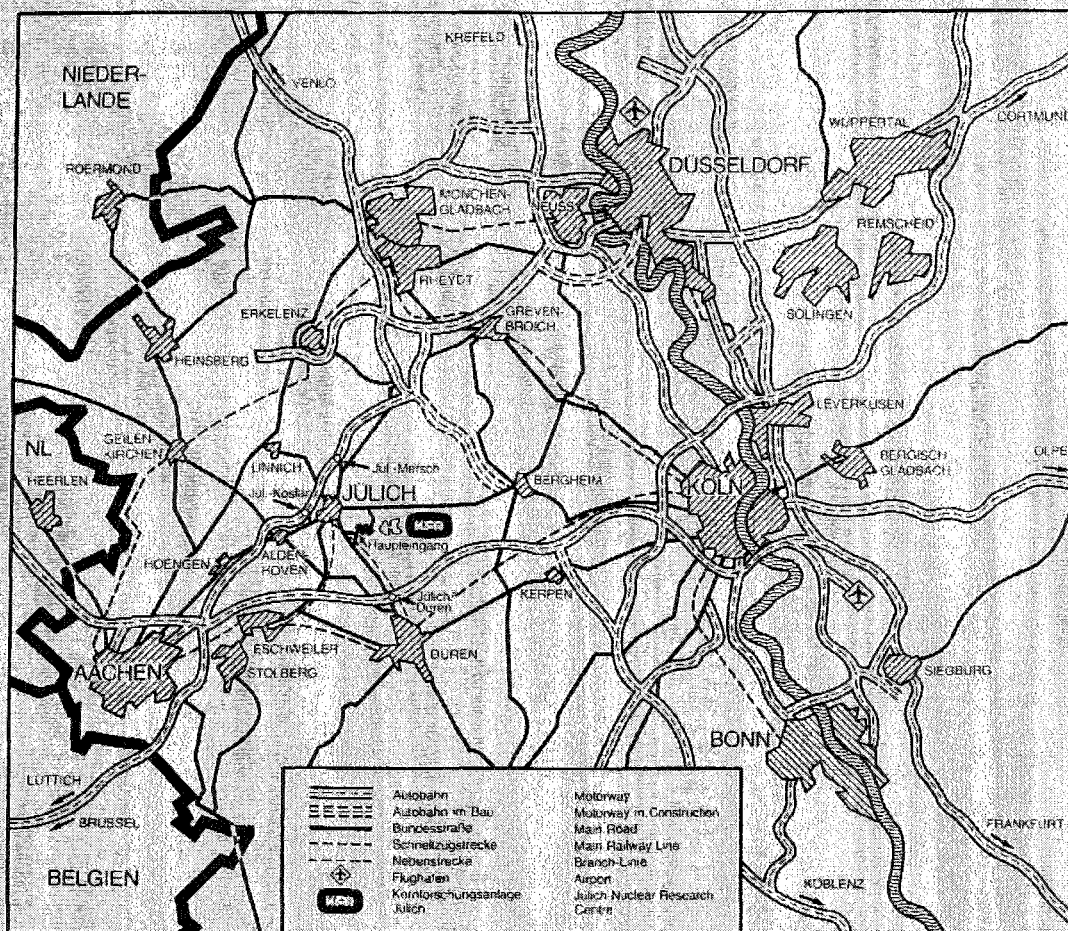 KREFELD
NIEDER-
LANDE
VENLO
DORTMUND
WUPPERTAL
ROERMOND
DÜSSELDORF
MÖNCHEN-
GLADBACH
NEUSS
REMSCHEID
RHEYDT
ERKELENZ
GREVEN-
BROICH
SOLINGEN
HEINSBERG
LEVERKUSEN
GEILEN-
KIRCHEN
NL
LINNICH
Jül.-Mersch
BERGISCH
GLADBACH
OLPE
HEERLEN
BERGHEIM
KÖLN
JÜLICH
Jül.-Koslar
KFA
Haupteingang
HOENGEN
ALDEN-
HOVEN
KERPEN
Jülich
Düren
ESCHWEILER
DÜREN
AACHEN
STOLBERG
SIEGBURG
BONN
LÜTTICH
BRÜSSEL
FRANKFURT
BELGIEN
KOBLENZ
Autobahn Motorway
Autobahn im Bau Motorway in Construction
Bundesstraße Main Road
Schnellzugstrecke Main Railway Line
Nebenstrecke Branch-Line
Flughafen Airport
KFA Kernforschungsanlage Jülich Nuclear Research
Jülich Centre